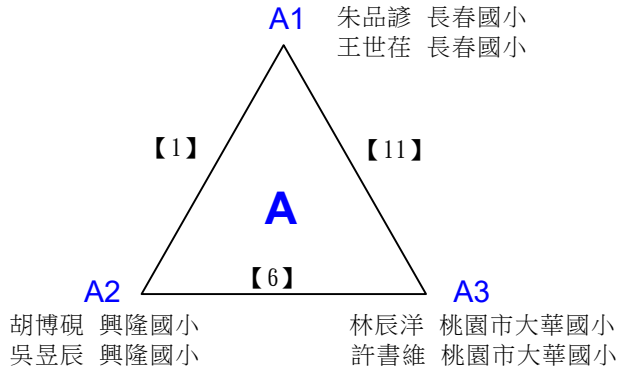 A1
朱品諺 長春國小
王世荏 長春國小
【1】
【11】
A
【6】
A2
A3
胡博硯 興隆國小
吳昱辰 興隆國小
林辰洋 桃園市大華國小
許書維 桃園市大華國小